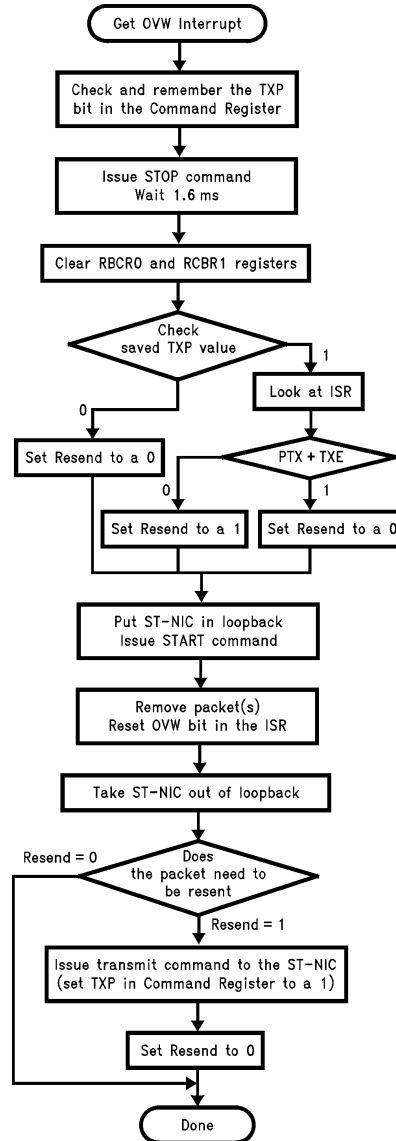 Get OVW Interrupt
Check and remember the TXP
bit in the Command Register
Issue STOP command
Wait 1.6 ms
Clear RBCR0 and RCBR1 registers
Check
saved TXP value
1
Look at ISR
0
Set Resend to a 0
PTX + TXE
0
1
Set Resend to a 1
Set Resend to a 0
Put ST-NIC in loopback
Issue START command
Remove packet(s)
Reset OVW bit in the ISR
Take ST-NIC out of loopback
Resend = 0
Does
the packet need to
be resent
Resend = 1
Issue transmit command to the ST-NIC
(set TXP in Command Register to a 1)
Set Resend to 0
Done